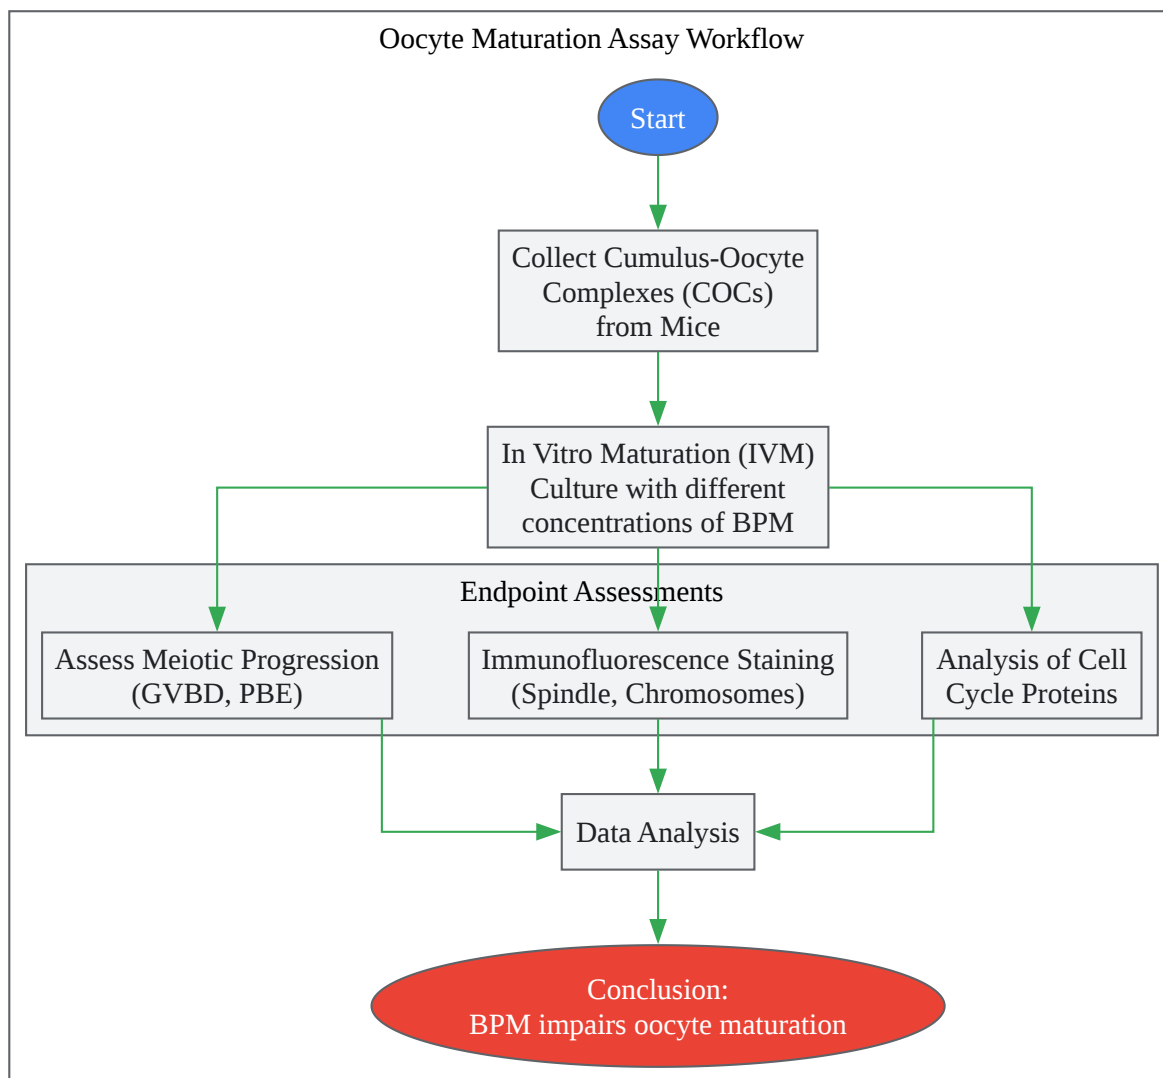 Oocyte Maturation Assay Workflow
Start
Collect Cumulus-Oocyte
Complexes (COCs)
from Mice
In Vitro Maturation (IVM)
Culture with different
concentrations of BPM
Endpoint Assessments
Assess Meiotic Progression
(GVBD, PBE)
Immunofluorescence Staining
(Spindle, Chromosomes)
Analysis of Cell
Cycle Proteins
Data Analysis
Conclusion:
BPM impairs oocyte maturation